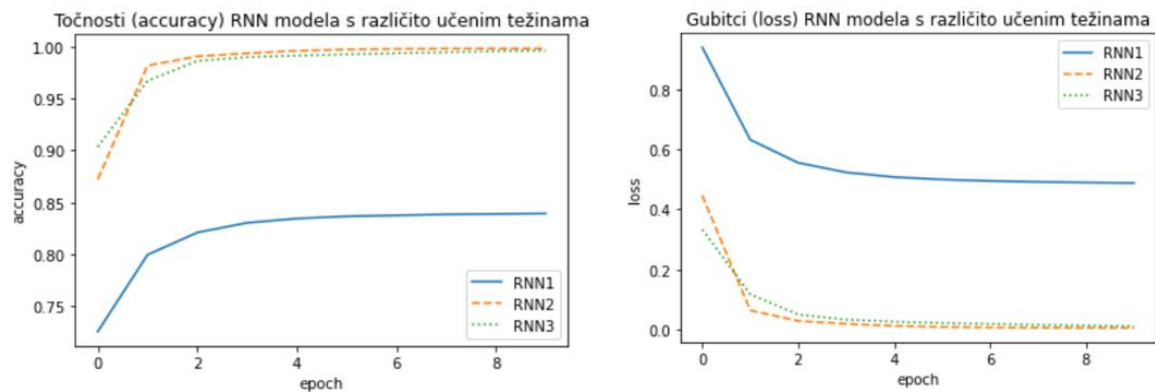 Točnosti (accuracy) RNN modela s različito učenim težinama
1.00
0.95
0.90
0.85
0.80
0.75
accuracy
RNN1
RNN2
RNN3
0 2 4 6 8
epoch
Gubitci (loss) RNN modela s različito učenim težinama
0.8
0.6
0.4
0.2
0.0
loss
RNN1
RNN2
RNN3
0 2 4 6 8
epoch